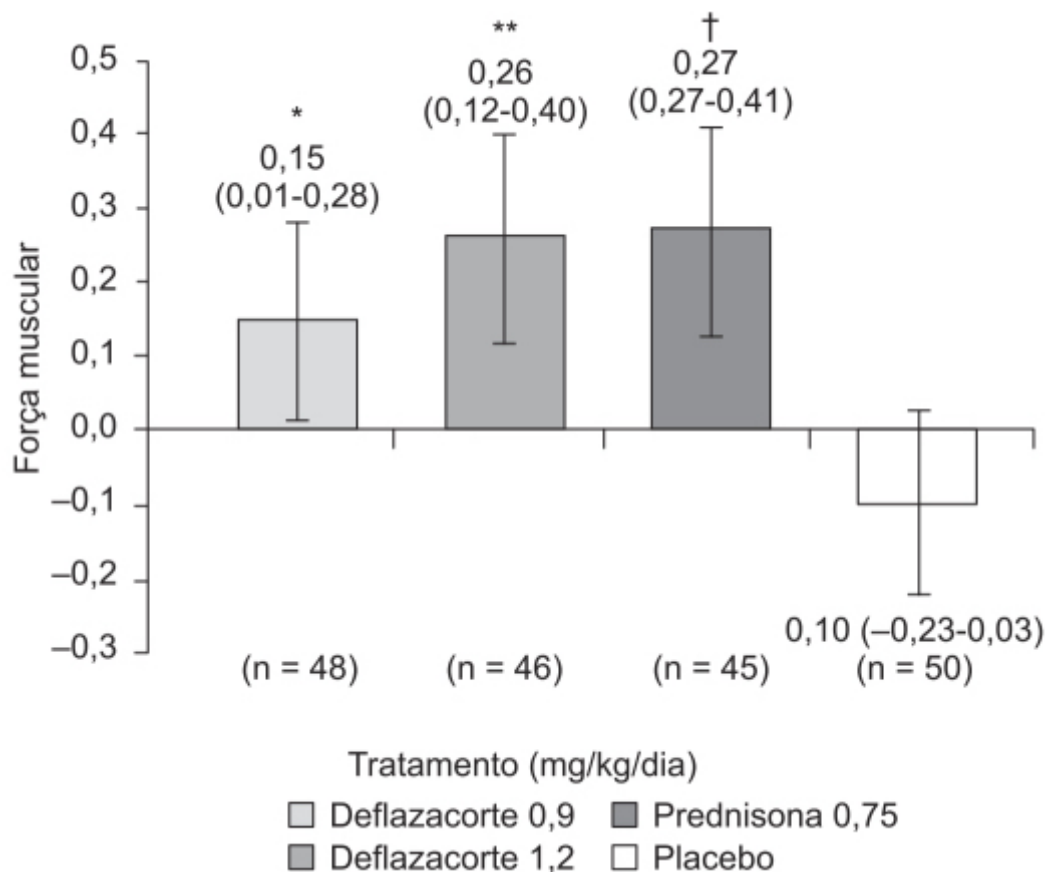 *
0,15
(0,01-0,28)
**
0,26
(0,12-0,40)
†
0,27
(0,27-0,41)
Força muscular
0,5
0,4
0,3
0,2
0,1
0,0
–0,1
–0,2
–0,3
0,10 (–0,23-0,03)
(n = 48)
(n = 46)
(n = 45)
(n = 50)
Tratamento (mg/kg/dia)
Deflazacorte 0,9
Prednisona 0,75
Deflazacorte 1,2
Placebo